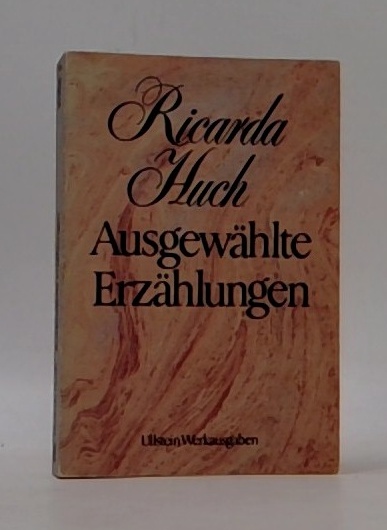 Ricarda
Huch
Ausgewählte
Erzählungen
Ullstein Werkausgaben